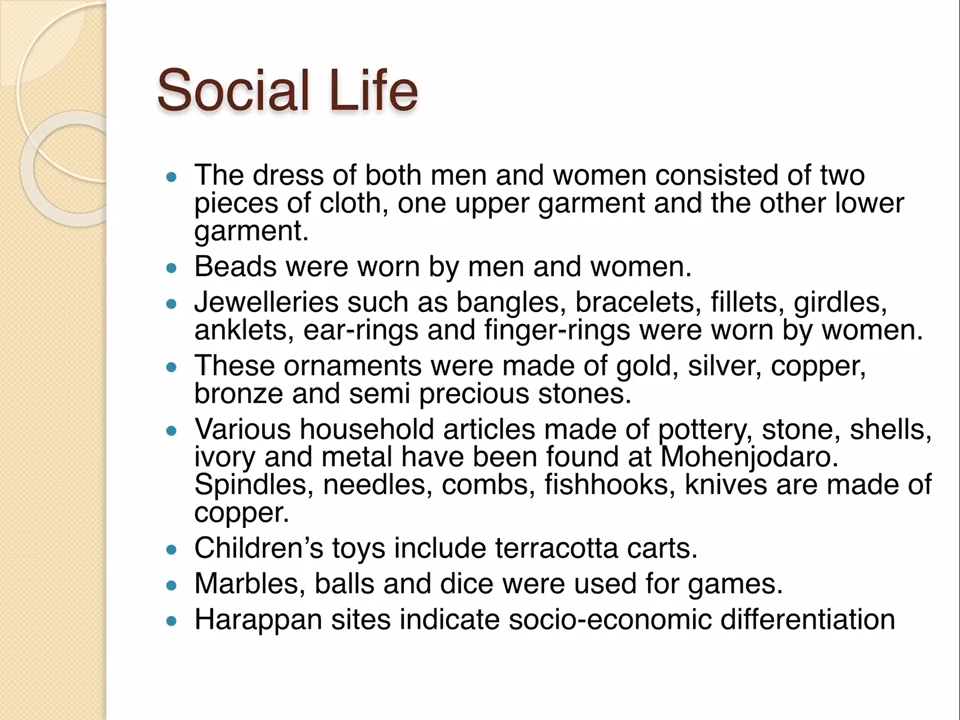 Social Life
• The dress of both men and women consisted of two
pieces of cloth, one upper garment and the other lower
garment.
• Beads were worn by men and women.
• Jewelleries such as bangles, bracelets, fillets, girdles,
anklets, ear-rings and finger-rings were worn by women.
• These ornaments were made of gold, silver, copper,
bronze and semi precious stones.
• Various household articles made of pottery, stone, shells,
ivory and metal have been found at Mohenjodaro.
Spindles, needles, combs, fishhooks, knives are made of
copper.
• Children’s toys include terracotta carts.
• Marbles, balls and dice were used for games.
• Harappan sites indicate socio-economic differentiation